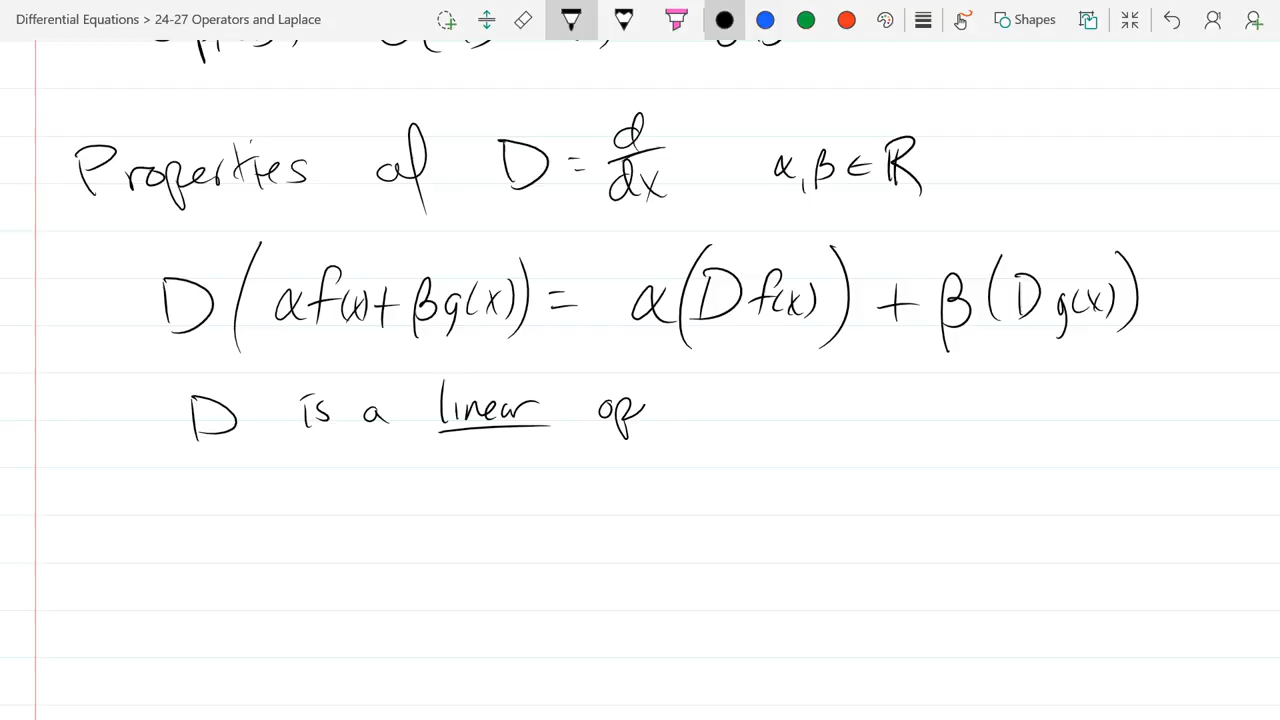 Differential Equations > 24-27 Operators and Laplace
Shapes
Properties of D = d/dx α, β ∈ ℝ
D(αf(x) + βg(x)) = α(Df(x)) + β(Dg(x))
D is a linear op